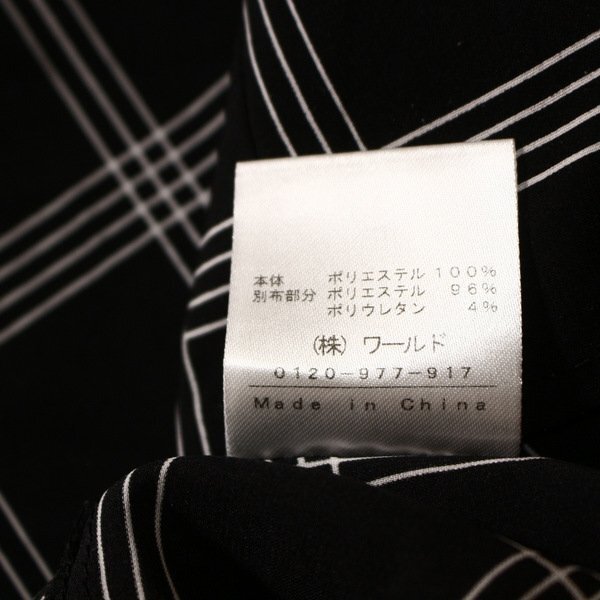 本体 ポリエステル 100%
別布部分 ポリエステル 96%
ポリウレタン 4%
(株) ワールド
0120-977-917
Made in China